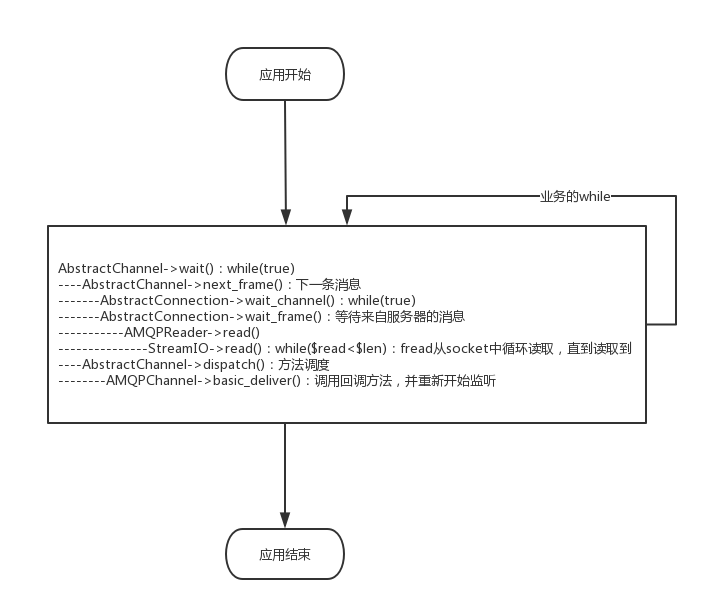 应用开始
业务的while
AbstractChannel->wait()：while(true)
----AbstractChannel->next_frame()：下一条消息
-------AbstractConnection->wait_channel()：while(true)
-------AbstractConnection->wait_frame()：等待来自服务器的消息
-----------AMQPReader->read()
---------------StreamIO->read()：while($read<$len)：fread从socket中循环读取，直到读取到
----AbstractChannel->dispatch()：方法调度
--------AMQPChannel->basic_deliver()：调用回调方法，并重新开始监听
应用结束